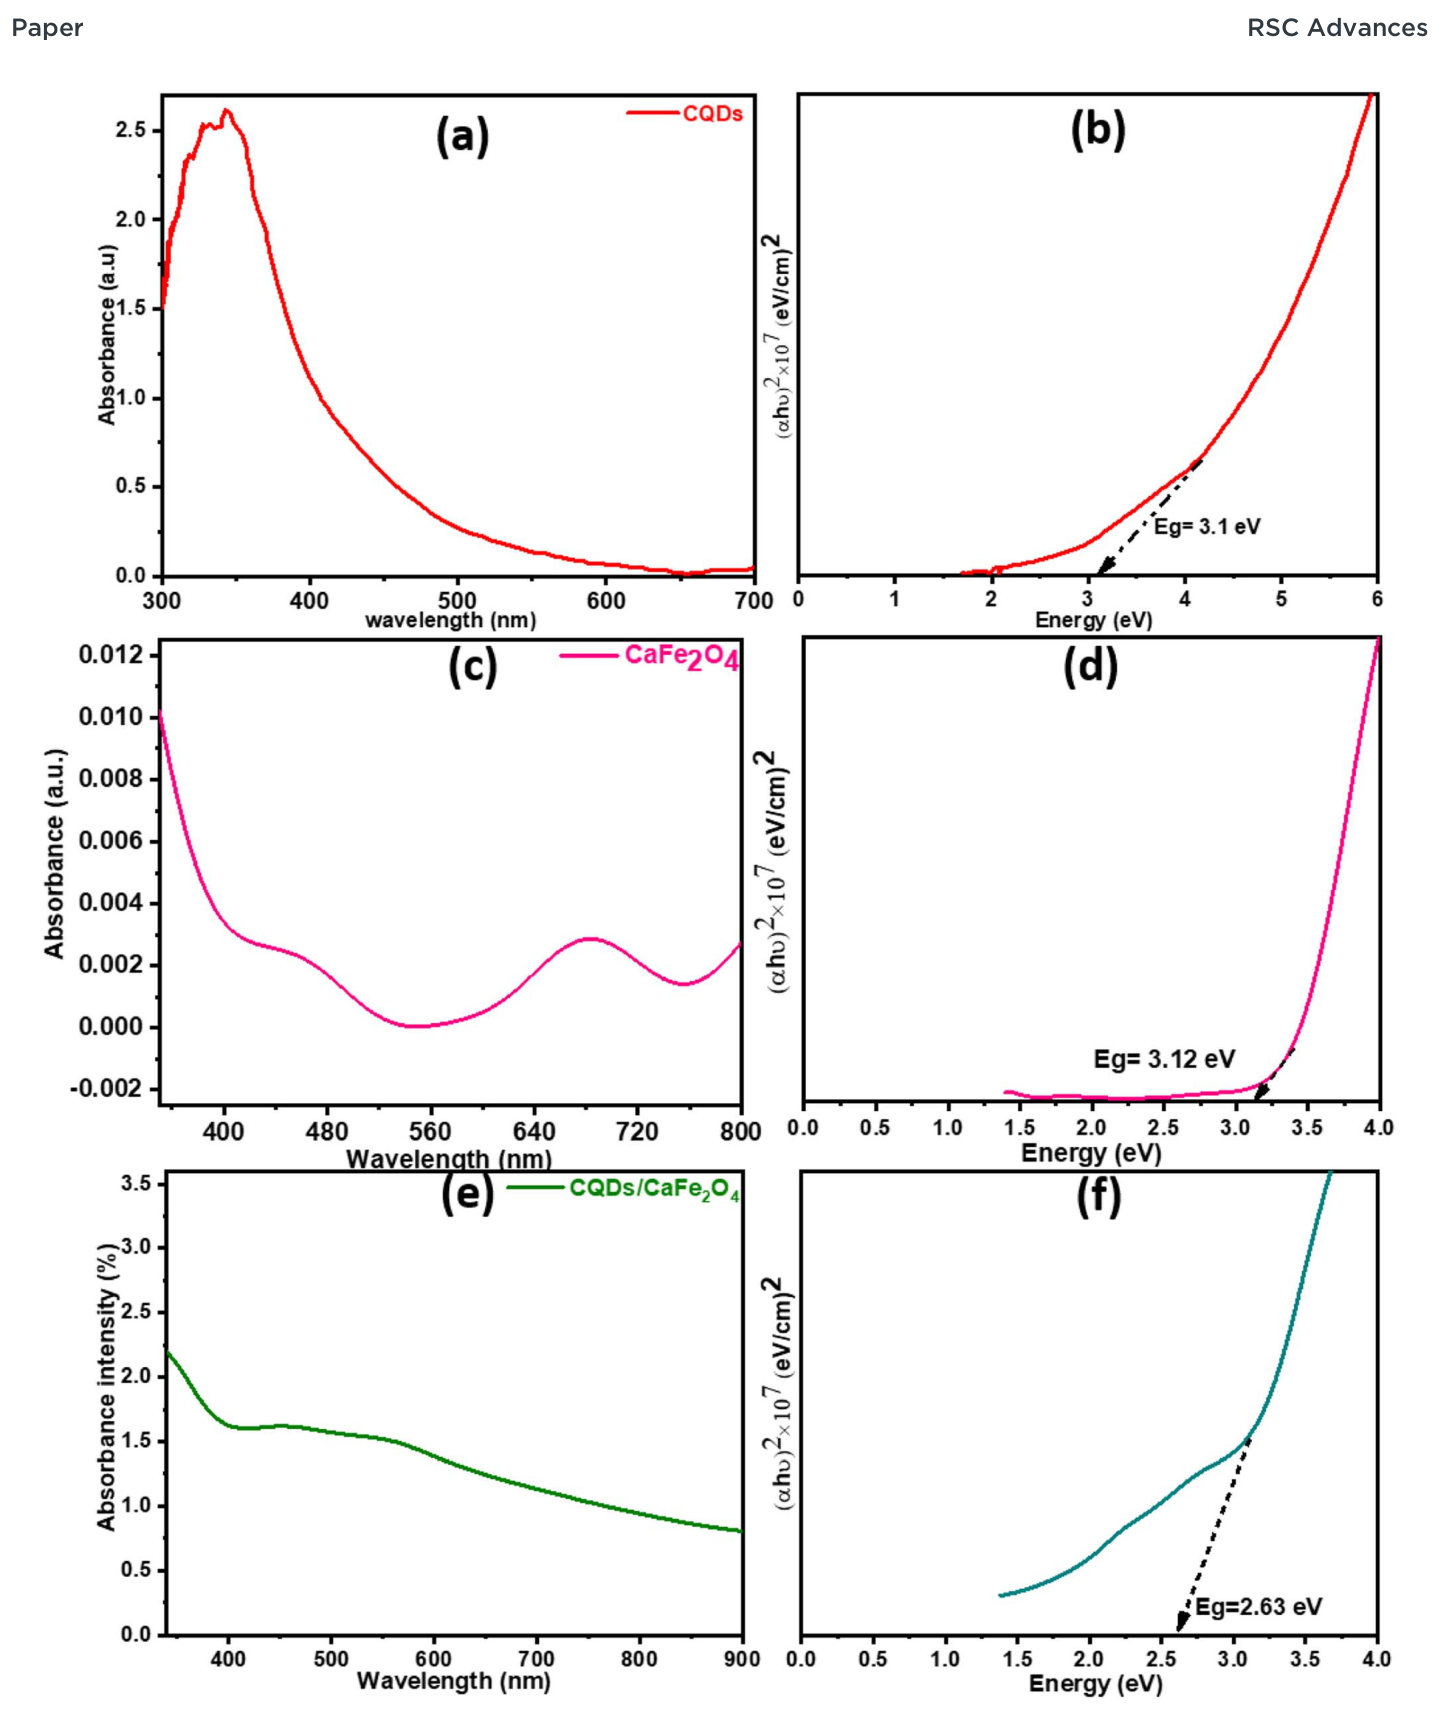 Paper
RSC Advances
(a)
CQDs
Absorbance (a.u)
2.5
2.0
1.5
1.0
0.5
0.0
300 400 500 600 700
wavelength (nm)
(b)
(αhυ)2×107 (eV/cm)2
Eg= 3.1 eV
0 1 2 3 4 5 6
Energy (eV)
(c)
CaFe2O4
Absorbance (a.u.)
0.012
0.010
0.008
0.006
0.004
0.002
0.000
-0.002
400 480 560 640 720 800
Wavelength (nm)
(d)
(αhυ)2×107 (eV/cm)2
Eg= 3.12 eV
0.0 0.5 1.0 1.5 2.0 2.5 3.0 3.5 4.0
Energy (eV)
(e)
CQDs/CaFe2O4
Absorbance intensity (%)
3.5
3.0
2.5
2.0
1.5
1.0
0.5
0.0
400 500 600 700 800 900
Wavelength (nm)
(f)
(αhυ)2×107 (eV/cm)2
Eg=2.63 eV
0.0 0.5 1.0 1.5 2.0 2.5 3.0 3.5 4.0
Energy (eV)